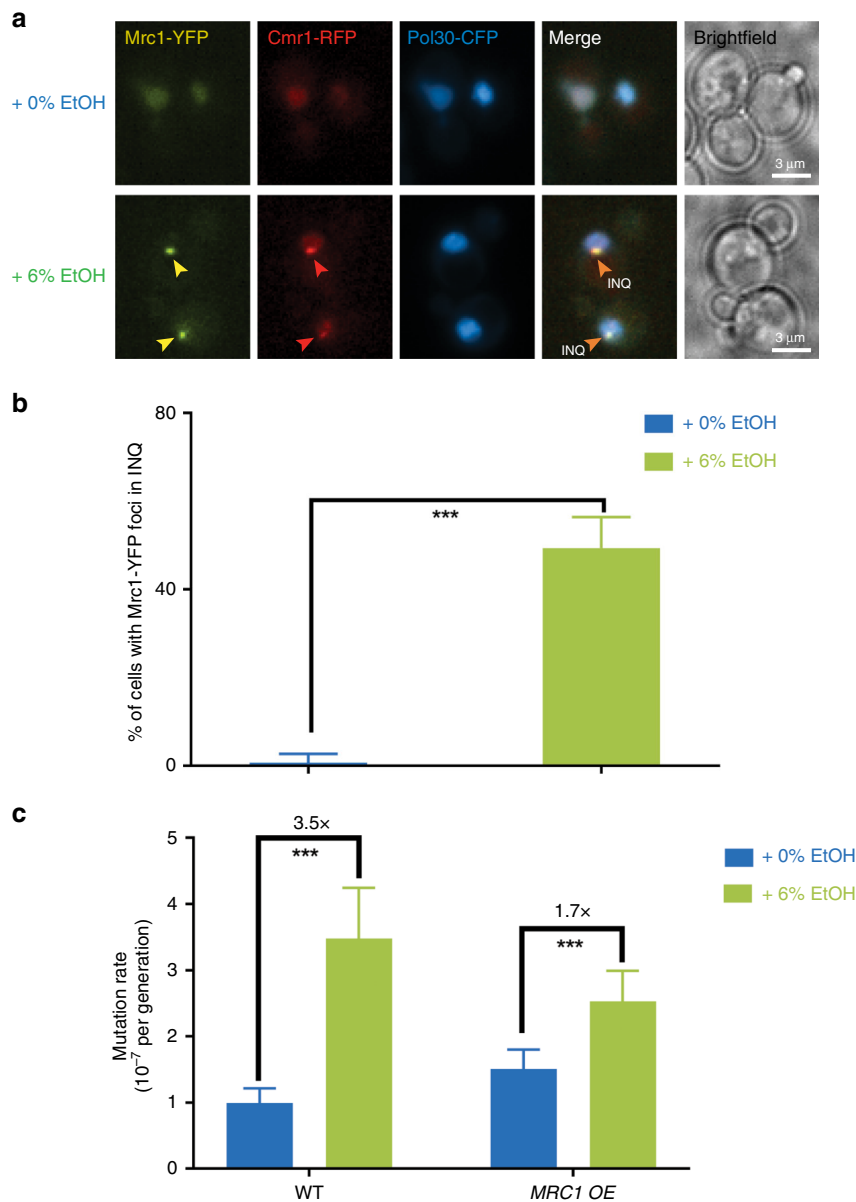 a
Mrc1-YFP
Cmr1-RFP
Pol30-CFP
Merge
Brightfield
+ 0% EtOH
3 μm
+ 6% EtOH
INQ
INQ
3 μm
b
% of cells with Mrc1-YFP foci in INQ
80
40
0
***
+ 0% EtOH
+ 6% EtOH
c
Mutation rate
(10⁻⁷ per generation)
5
4
3
2
1
0
3.5×
***
1.7×
***
+ 0% EtOH
+ 6% EtOH
WT
MRC1 OE